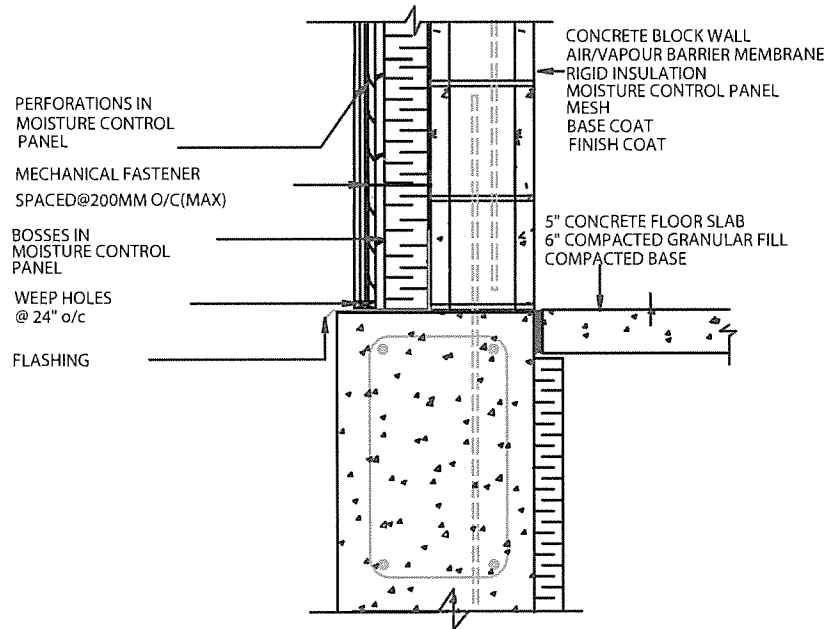 CONCRETE BLOCK WALL
AIR/VAPOUR BARRIER MEMBRANE
RIGID INSULATION
MOISTURE CONTROL PANEL
MESH
BASE COAT
FINISH COAT
PERFORATIONS IN
MOISTURE CONTROL
PANEL
MECHANICAL FASTENER
SPACED@200MM O/C(MAX)
BOSSES IN
MOISTURE CONTROL
PANEL
WEEP HOLES
@ 24" o/c
FLASHING
5" CONCRETE FLOOR SLAB
6" COMPACTED GRANULAR FILL
COMPACTED BASE